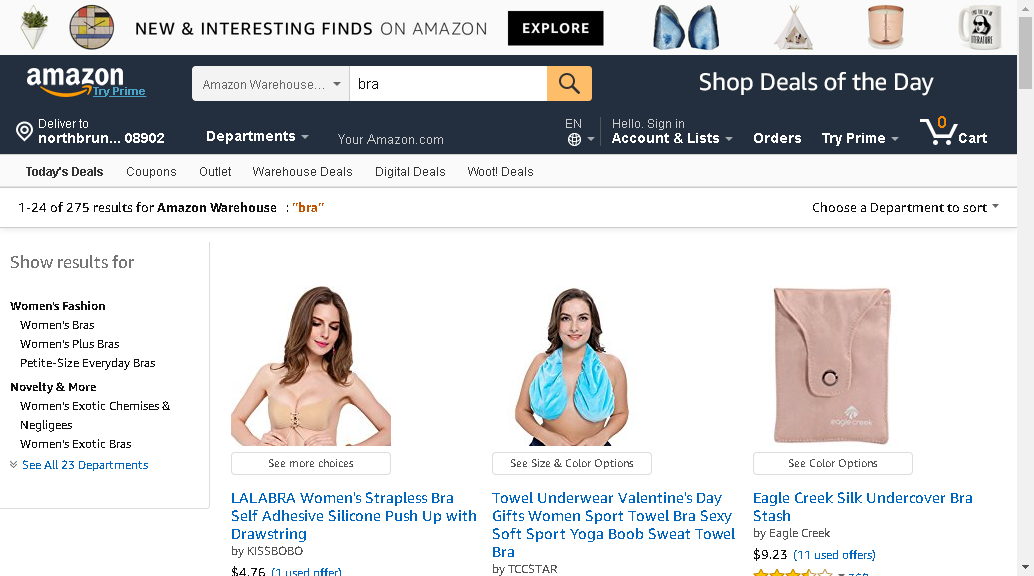 NEW & INTERESTING FINDS ON AMAZON EXPLORE
amazon
Try Prime
Amazon Warehouse... bra
Shop Deals of the Day
Deliver to
northbrun... 08902
Departments
Your Amazon.com
EN
Hello. Sign in
Account & Lists
Orders
Try Prime
0
Cart
Today's Deals Coupons Outlet Warehouse Deals Digital Deals Woot! Deals
1-24 of 275 results for Amazon Warehouse : "bra"
Choose a Department to sort
Show results for
Women's Fashion
Women's Bras
Women's Plus Bras
Petite-Size Everyday Bras
Novelty & More
Women's Exotic Chemises &
Negligees
Women's Exotic Bras
See All 23 Departments
See more choices
LALABRA Women's Strapless Bra
Self Adhesive Silicone Push Up with
Drawstring
by KISSBOBO
$4.76 (1 used offer)
See Size & Color Options
Towel Underwear Valentine's Day
Gifts Women Sport Towel Bra Sexy
Soft Sport Yoga Boob Sweat Towel
Bra
by TCCSTAR
eagle creek
See Color Options
Eagle Creek Silk Undercover Bra
Stash
by Eagle Creek
$9.23 (11 used offers)